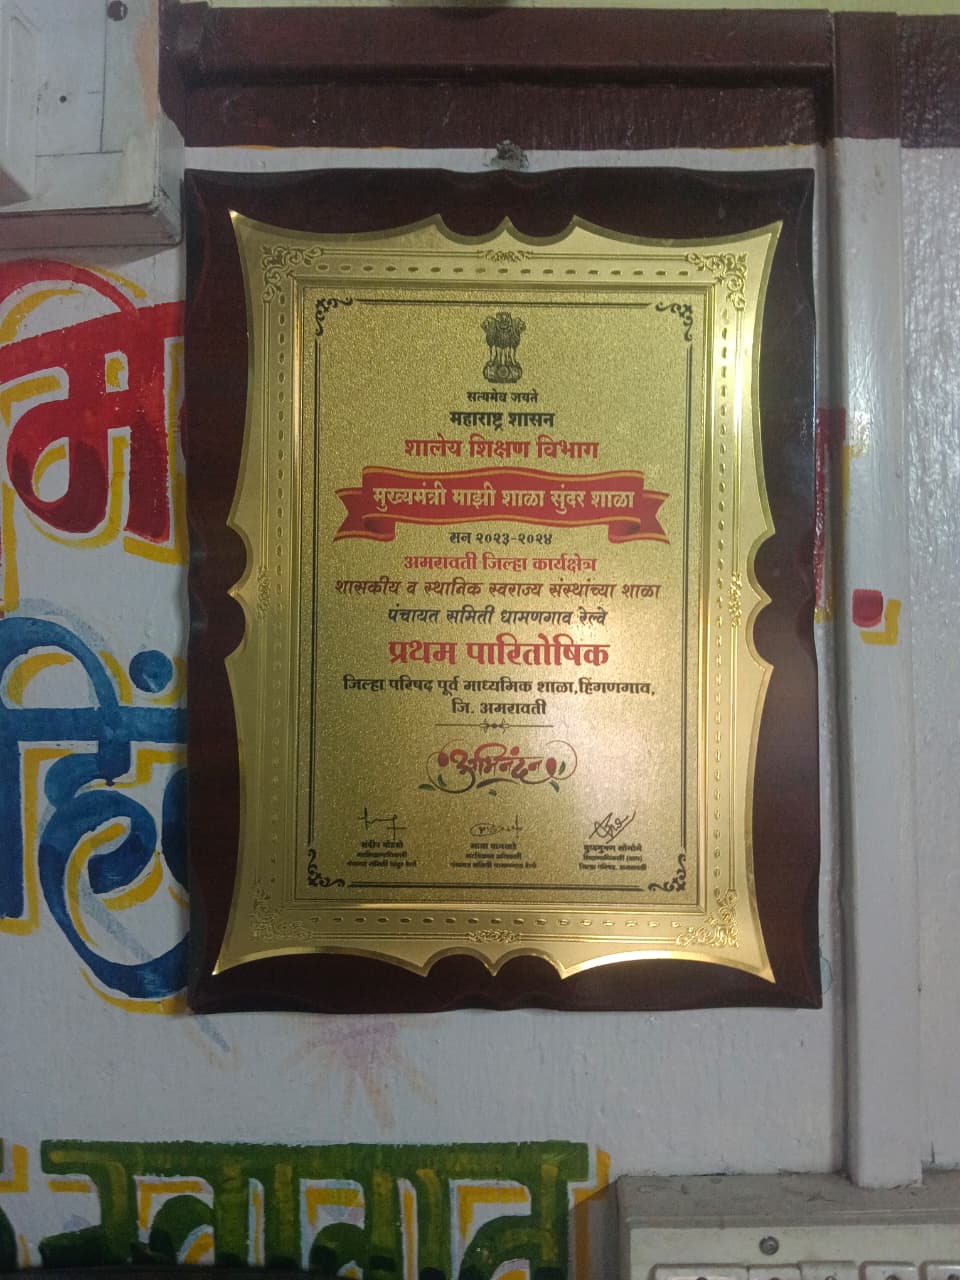 सत्यमेव जयते
महाराष्ट्र शासन
शालेय शिक्षण विभाग
मुख्यमंत्री माझी शाळा सुंदर शाळा
सन २०२३-२०२४
अमरावती जिल्हा कार्यक्षेत्र
शासकीय व स्थानिक स्वराज्य संस्थांच्या शाळा
पंचायत समिती धामणगाव रेल्वे
प्रथम पारितोषिक
जिल्हा परिषद पूर्व माध्यमिक शाळा,हिंगणगाव,
जि. अमरावती
अभिनंदन